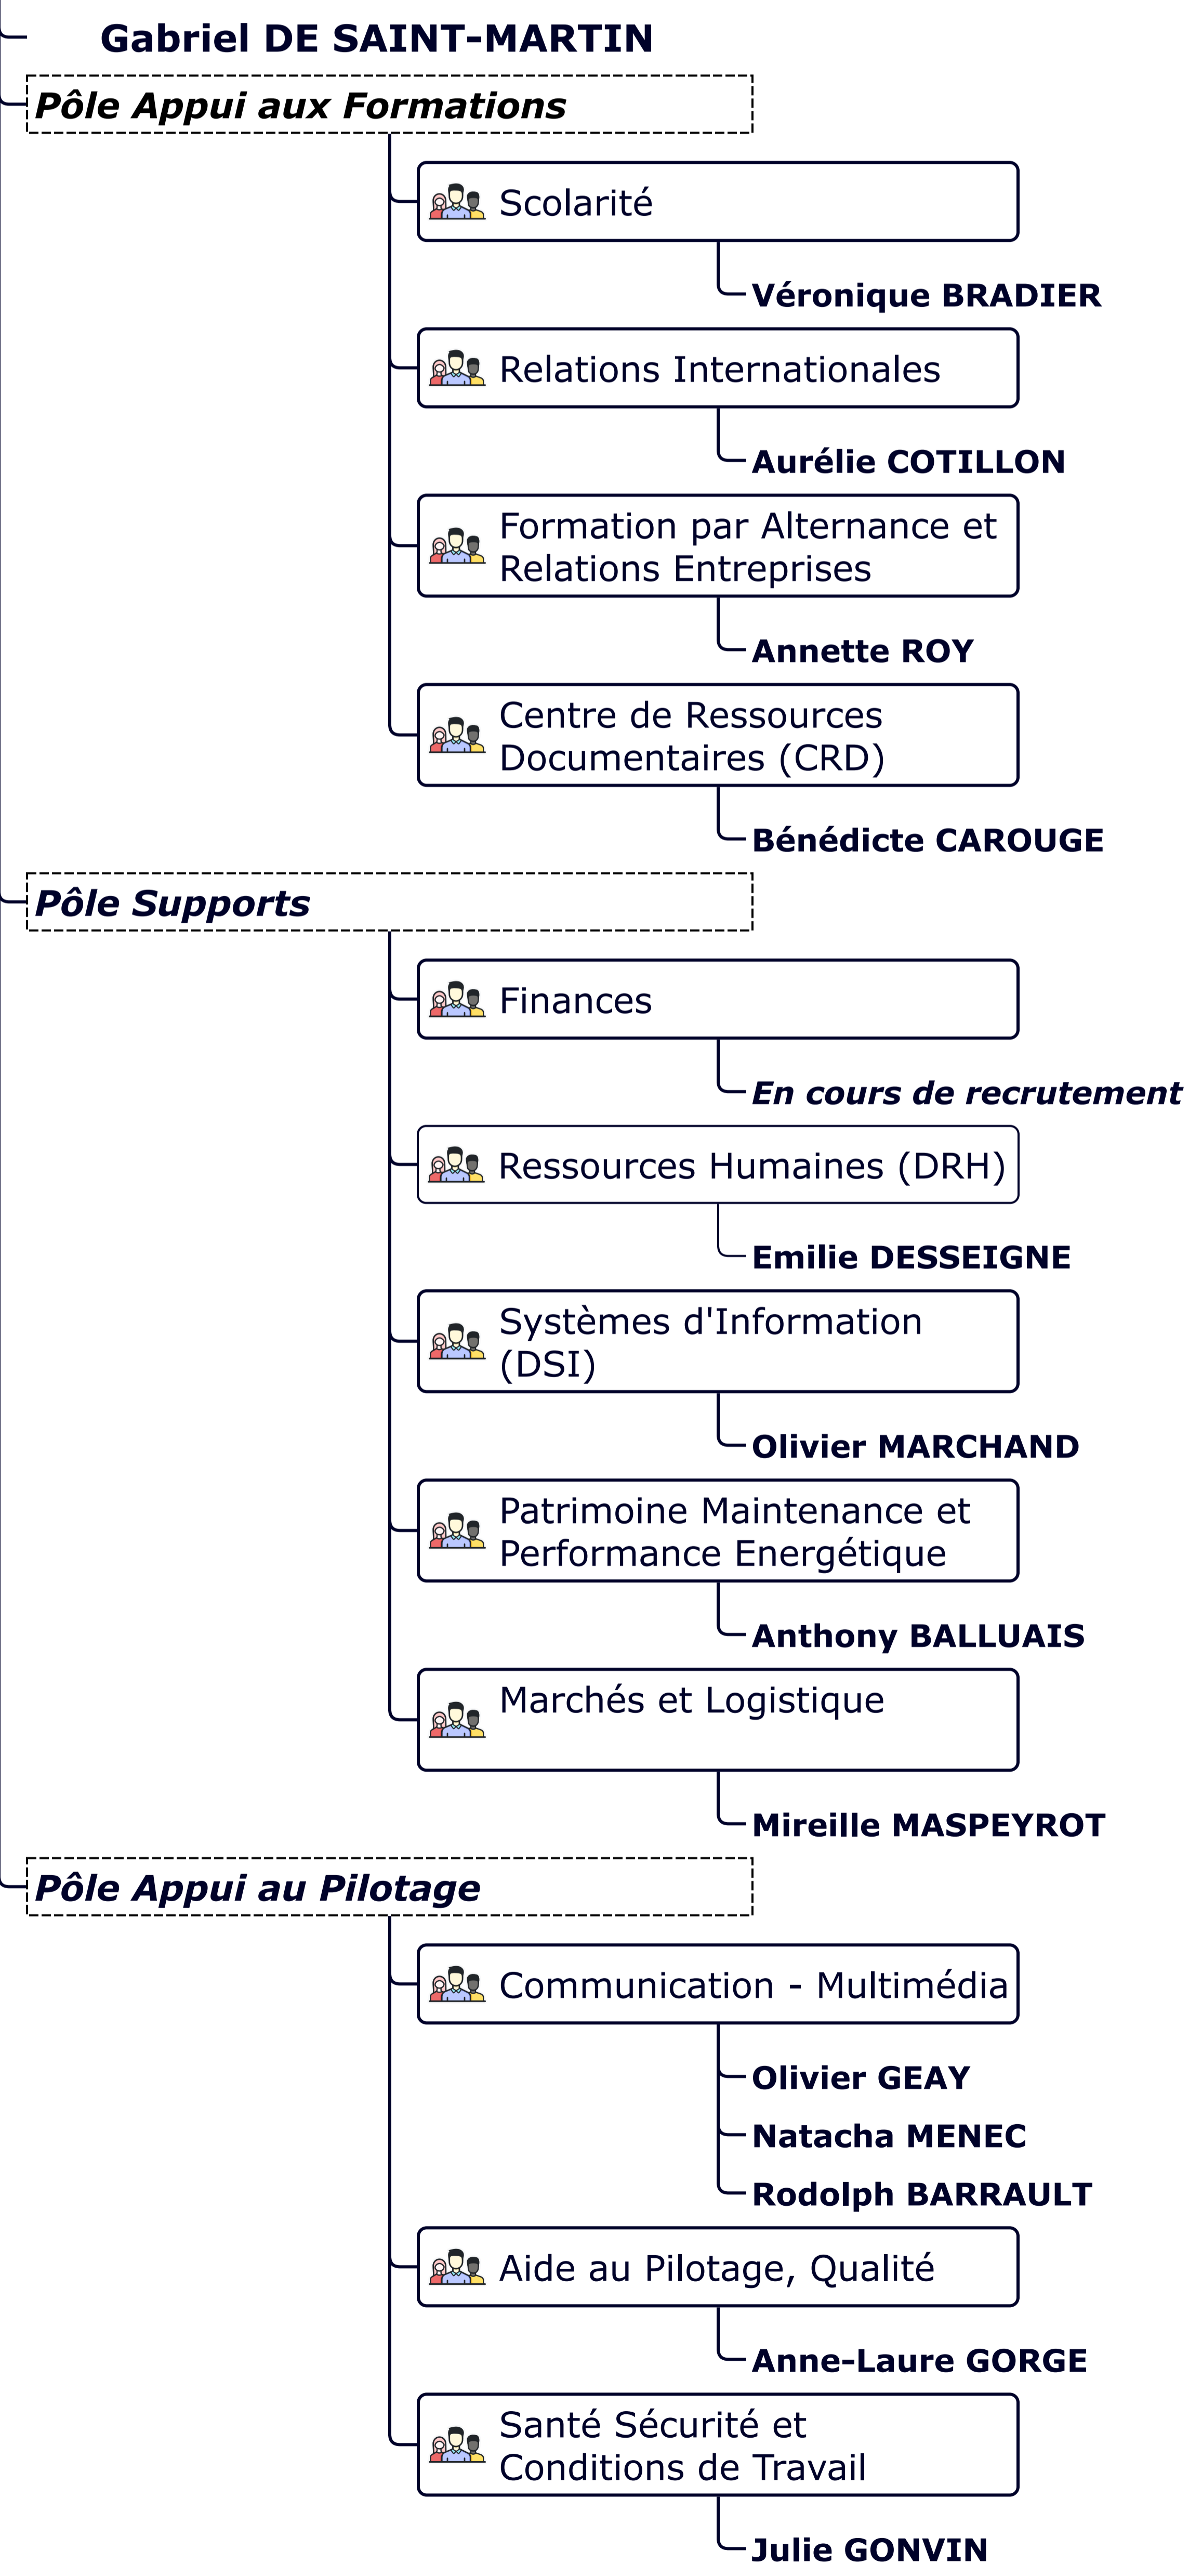 Gabriel DE SAINT-MARTIN
Pôle Appui aux Formations
Scolarité
Véronique BRADIER
Relations Internationales
Aurélie COTILLON
Formation par Alternance et
Relations Entreprises
Annette ROY
Centre de Ressources
Documentaires (CRD)
Bénédicte CAROUGE
Pôle Supports
Finances
En cours de recrutement
Ressources Humaines (DRH)
Emilie DESSEIGNE
Systèmes d'Information
(DSI)
Olivier MARCHAND
Patrimoine Maintenance et
Performance Energétique
Anthony BALLUAIS
Marchés et Logistique
Mireille MASPEYROT
Pôle Appui au Pilotage
Communication - Multimédia
Olivier GEAY
Natacha MENEC
Rodolph BARRAULT
Aide au Pilotage, Qualité
Anne-Laure GORGE
Santé Sécurité et
Conditions de Travail
Julie GONVIN